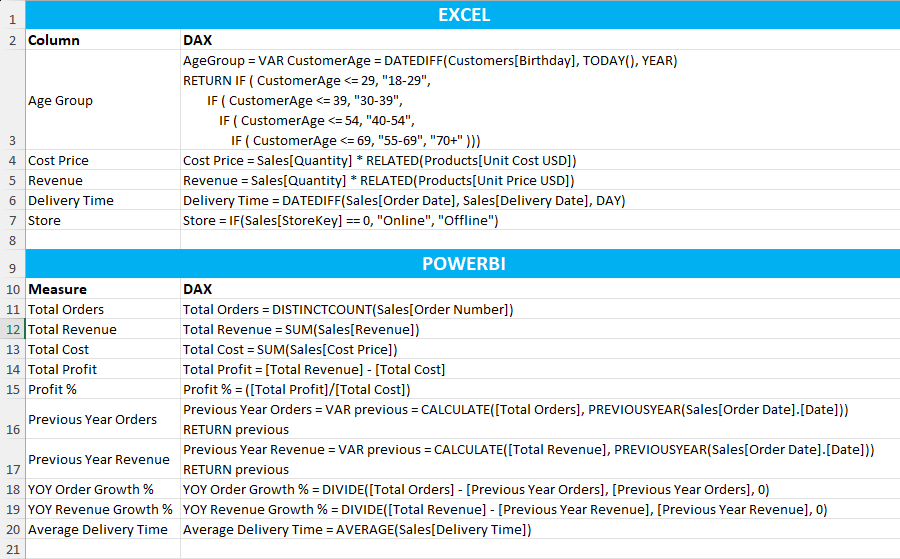 1 EXCEL
2 Column DAX
AgeGroup = VAR CustomerAge = DATEDIFF(Customers[Birthday], TODAY(), YEAR)
RETURN IF ( CustomerAge <= 29, "18-29",
Age Group IF ( CustomerAge <= 39, "30-39",
IF ( CustomerAge <= 54, "40-54",
3 IF ( CustomerAge <= 69, "55-69", "70+" )))
4 Cost Price Cost Price = Sales[Quantity] * RELATED(Products[Unit Cost USD])
5 Revenue Revenue = Sales[Quantity] * RELATED(Products[Unit Price USD])
6 Delivery Time Delivery Time = DATEDIFF(Sales[Order Date], Sales[Delivery Date], DAY)
7 Store Store = IF(Sales[StoreKey] == 0, "Online", "Offline")
8
9 POWERBI
10 Measure DAX
11 Total Orders Total Orders = DISTINCTCOUNT(Sales[Order Number])
12 Total Revenue Total Revenue = SUM(Sales[Revenue])
13 Total Cost Total Cost = SUM(Sales[Cost Price])
14 Total Profit Total Profit = [Total Revenue] - [Total Cost]
15 Profit % Profit % = ([Total Profit]/[Total Cost])
Previous Year Orders Previous Year Orders = VAR previous = CALCULATE([Total Orders], PREVIOUSYEAR(Sales[Order Date].[Date]))
16 RETURN previous
Previous Year Revenue Previous Year Revenue = VAR previous = CALCULATE([Total Revenue], PREVIOUSYEAR(Sales[Order Date].[Date]))
17 RETURN previous
18 YOY Order Growth % YOY Order Growth % = DIVIDE([Total Orders] - [Previous Year Orders], [Previous Year Orders], 0)
19 YOY Revenue Growth % YOY Revenue Growth % = DIVIDE([Total Revenue] - [Previous Year Revenue], [Previous Year Revenue], 0)
20 Average Delivery Time Average Delivery Time = AVERAGE(Sales[Delivery Time])
21